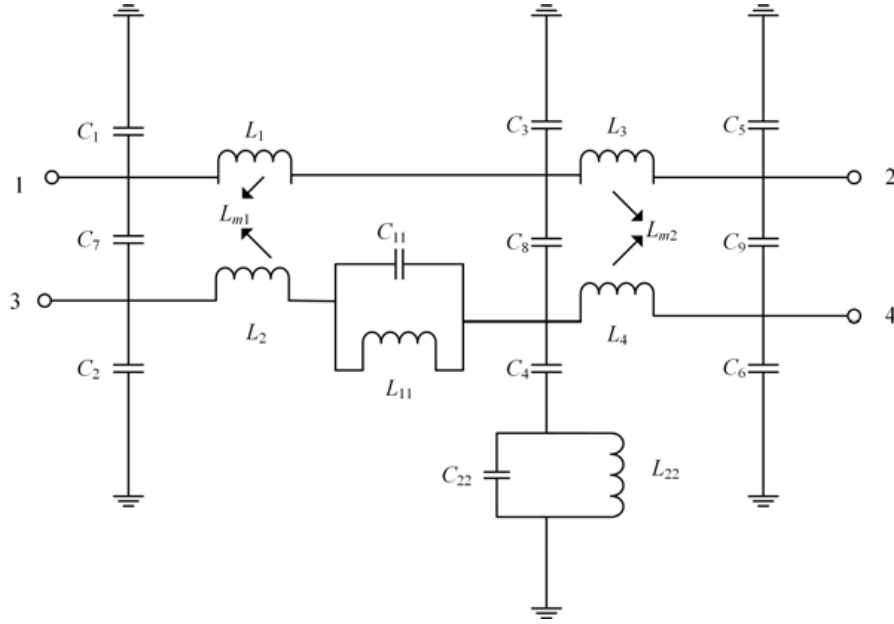 C₁
L₁
C₃
L₃
C₅
1
2
C₇
Lm1
C₁₁
C₈
Lm2
C₉
3
4
L₂
L₄
C₂
L₁₁
C₄
C₆
C₂₂
L₂₂